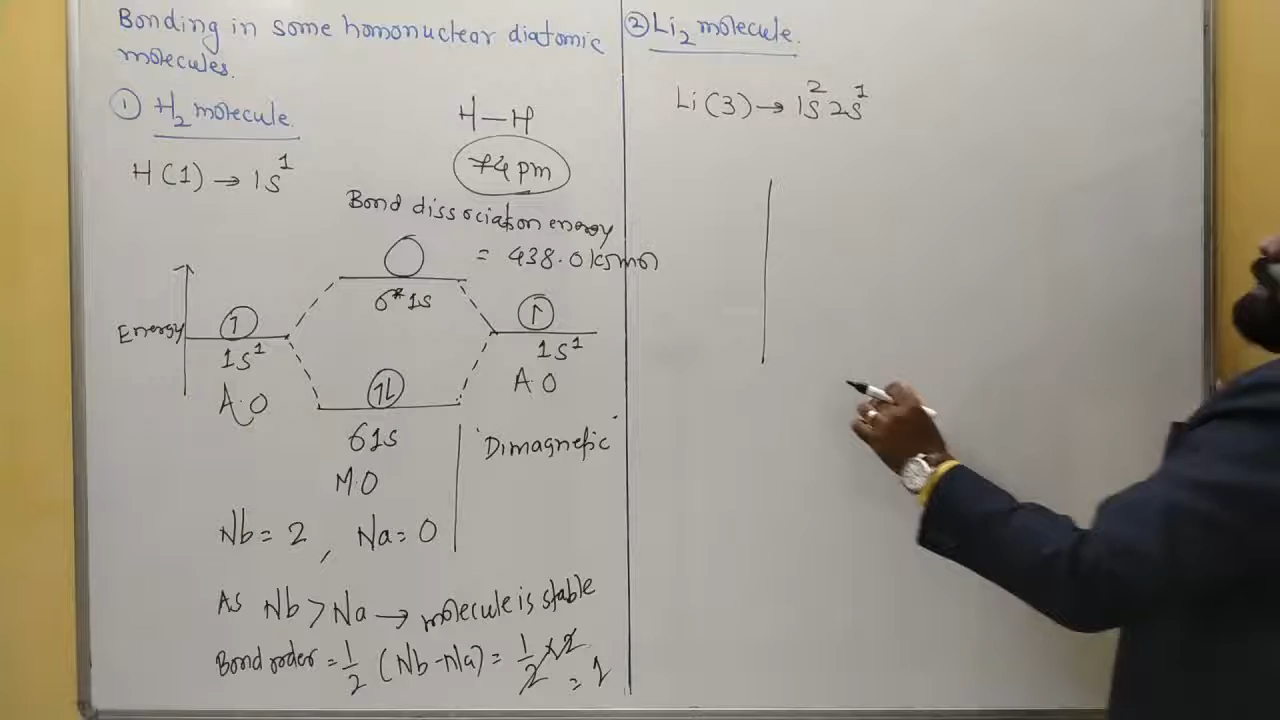 Bonding in some homonuclear diatomic
molecules.
① H₂ molecule.
H(1) → 1s¹
H–H
74 pm
Bond dissociation energy
= 438.0 kJ mol
σ*1s
Energy
↿
1s¹
A.O
↿
1s¹
A O
↿⇂
σ1s
M.O
'Dimagnetic'
Nb = 2, Na = 0
As Nb > Na → molecule is stable
Bond order = 1/2 (Nb - Na) = 1/2 × 2
= 1
② Li₂ molecule.
Li(3) → 1s² 2s¹